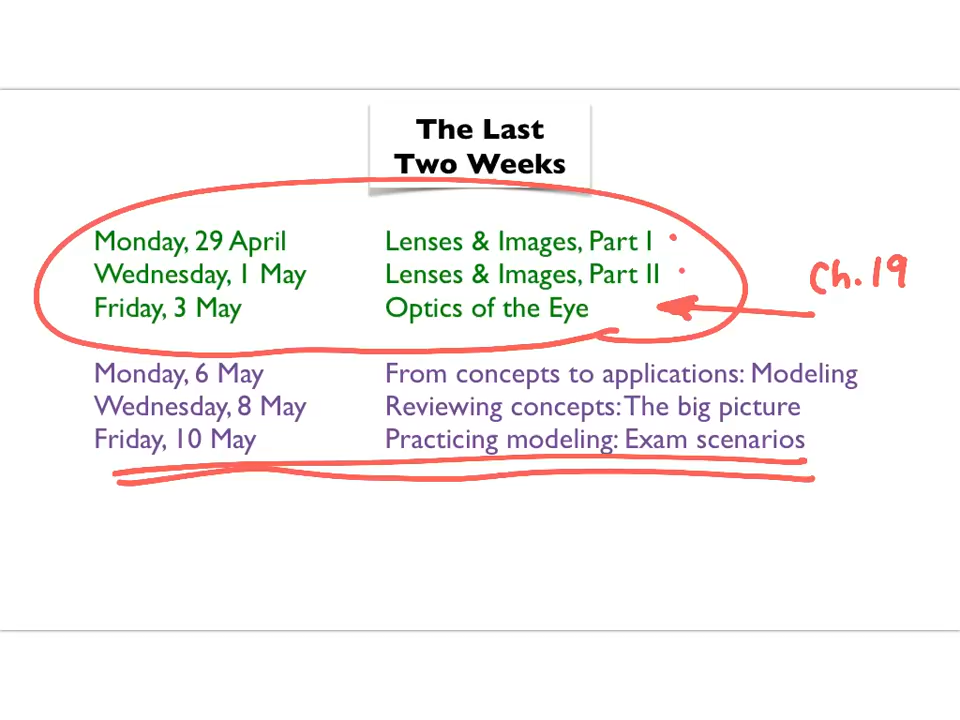 The Last
Two Weeks
Monday, 29 April Lenses & Images, Part I
Wednesday, 1 May Lenses & Images, Part II
Friday, 3 May Optics of the Eye
Ch. 19
Monday, 6 May From concepts to applications: Modeling
Wednesday, 8 May Reviewing concepts: The big picture
Friday, 10 May Practicing modeling: Exam scenarios